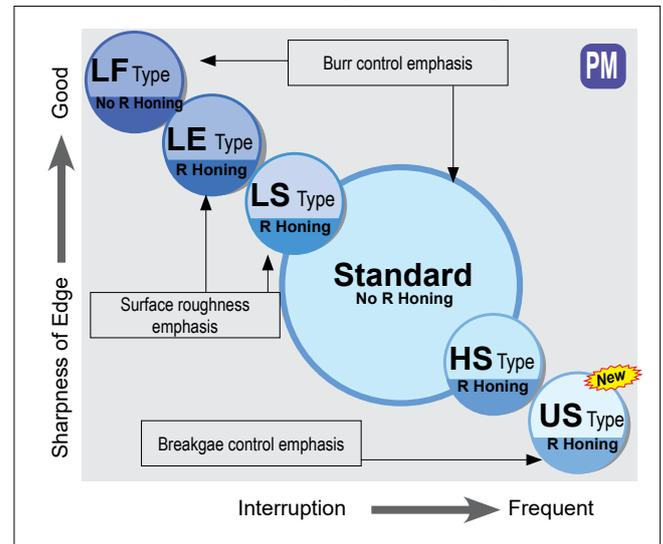 Good
Sharpness of Edge
PM
Burr control emphasis
LF Type
No R Honing
LE Type
R Honing
LS Type
R Honing
Standard
No R Honing
Surface roughness
emphasis
HS Type
R Honing
New
US Type
R Honing
Breakgae control emphasis
Interruption
Frequent